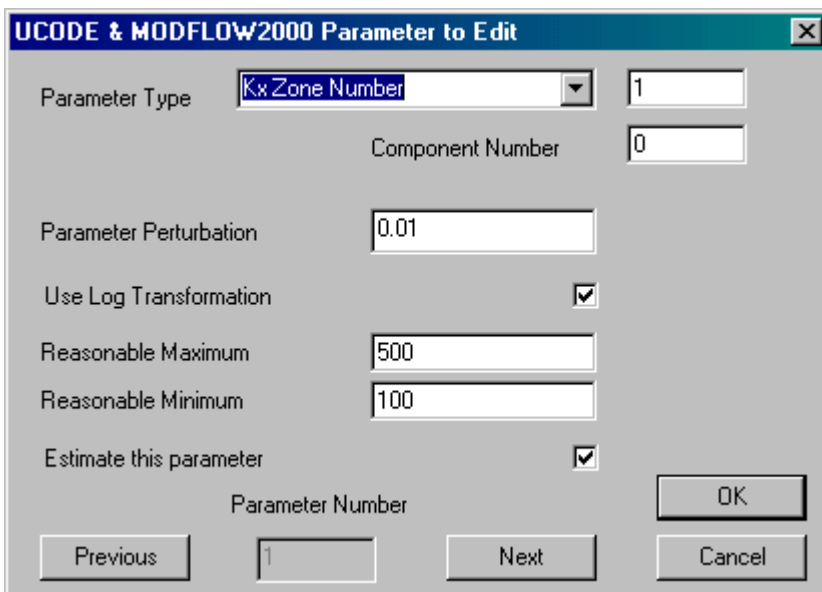 UCODE & MODFLOW2000 Parameter to Edit
Parameter Type Kx Zone Number 1
Component Number 0
Parameter Perturbation 0.01
Use Log Transformation
Reasonable Maximum 500
Reasonable Minimum 100
Estimate this parameter
Parameter Number OK
Previous 1 Next Cancel